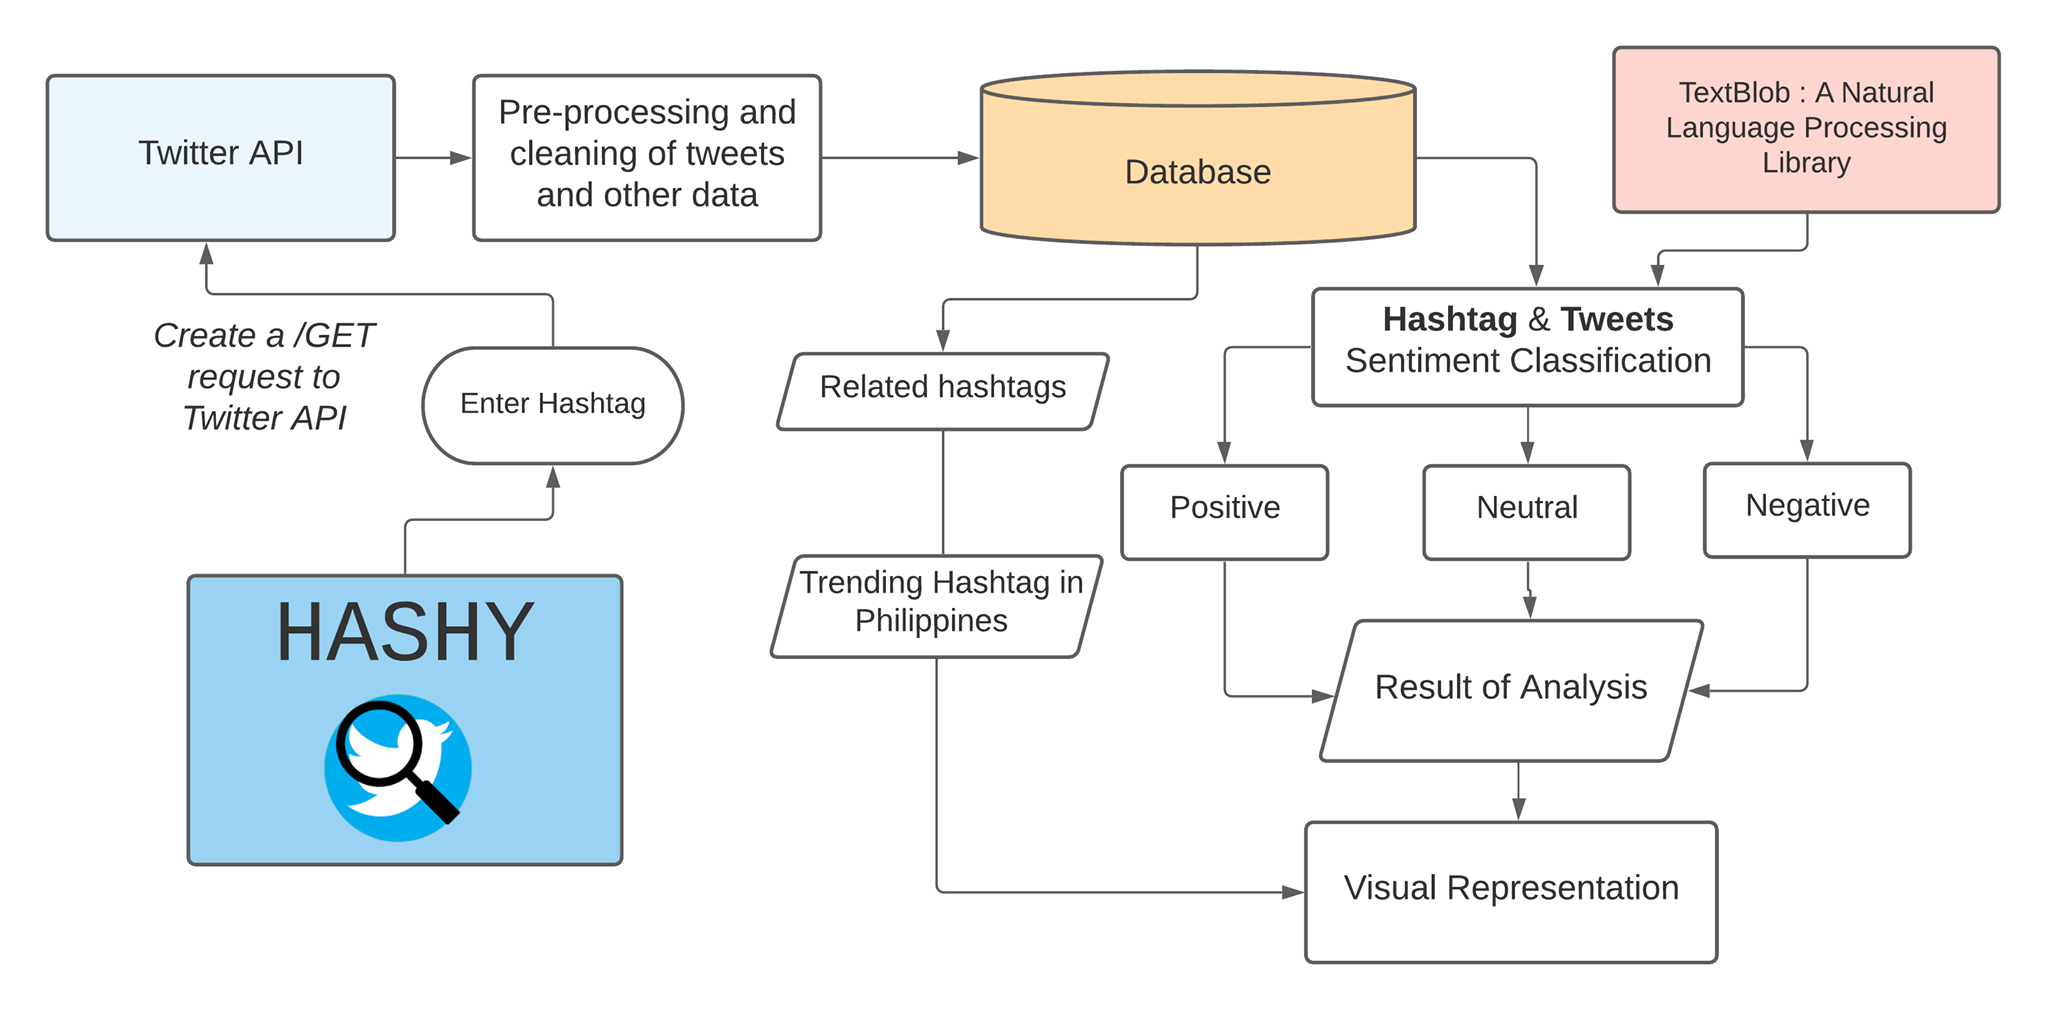 Twitter API
Pre-processing and
cleaning of tweets
and other data
Database
TextBlob : A Natural
Language Processing
Library
Create a /GET
request to
Twitter API
Enter Hashtag
Related hashtags
Hashtag & Tweets
Sentiment Classification
Positive
Neutral
Negative
HASHY
Trending Hashtag in
Philippines
Result of Analysis
Visual Representation